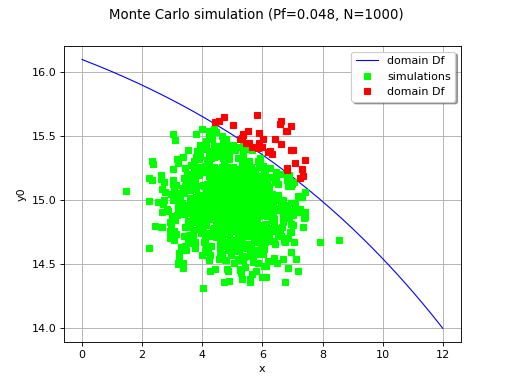 Monte Carlo simulation (Pf=0.048, N=1000)
domain Df
simulations
domain Df
16.0
15.5
15.0
14.5
14.0
y0
0
2
4
6
8
10
12
x